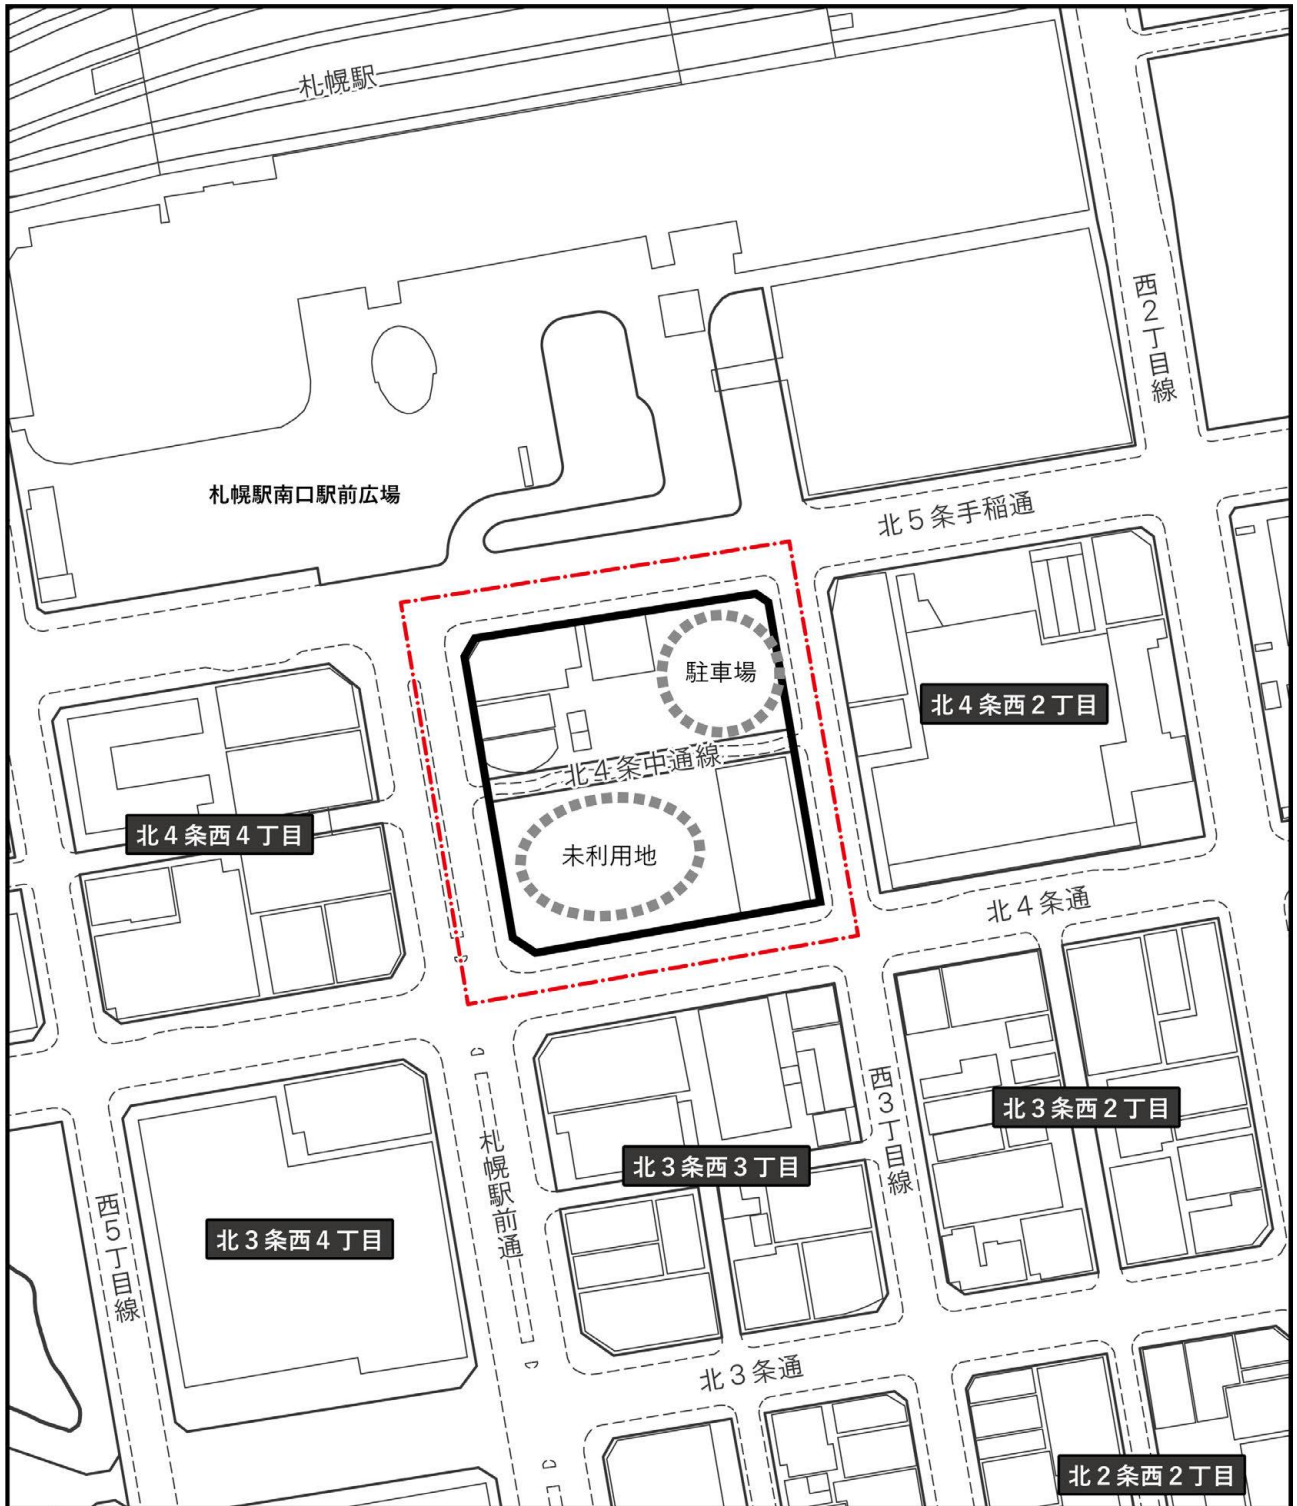 札幌駅
西2丁目線
札幌駅南口駅前広場
北5条手稲通
駐車場
北4条西2丁目
北4条中通線
北4条西4丁目
未利用地
北4条通
西3丁目線
北3条西2丁目
札幌駅前通
北3条西3丁目
西5丁目線
北3条西4丁目
北3条通
北2条西2丁目